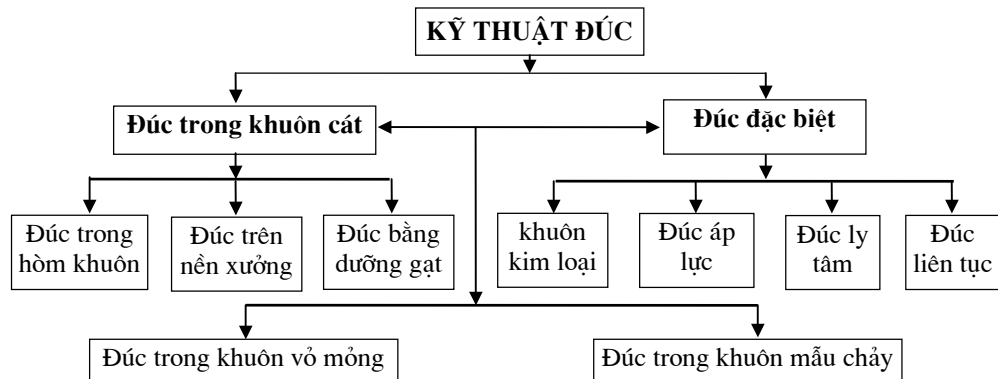 KỸ THUẬT ĐÚC
Đúc trong khuôn cát
Đúc đặc biệt
Đúc trong
hòm khuôn
Đúc trên
nền xưởng
Đúc bằng
dưỡng gạt
khuôn
kim loại
Đúc áp
lực
Đúc ly
tâm
Đúc
liên tục
Đúc trong khuôn vỏ mỏng
Đúc trong khuôn mẫu chảy